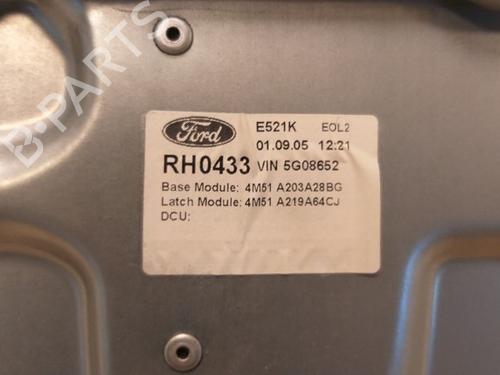 B-PARTS
Ford E521K EOL2
01.09.05 12:21
RH0433 VIN 5G08652
Base Module: 4M51 A203A28BG
Latch Module: 4M51 A219A64CJ
DCU: